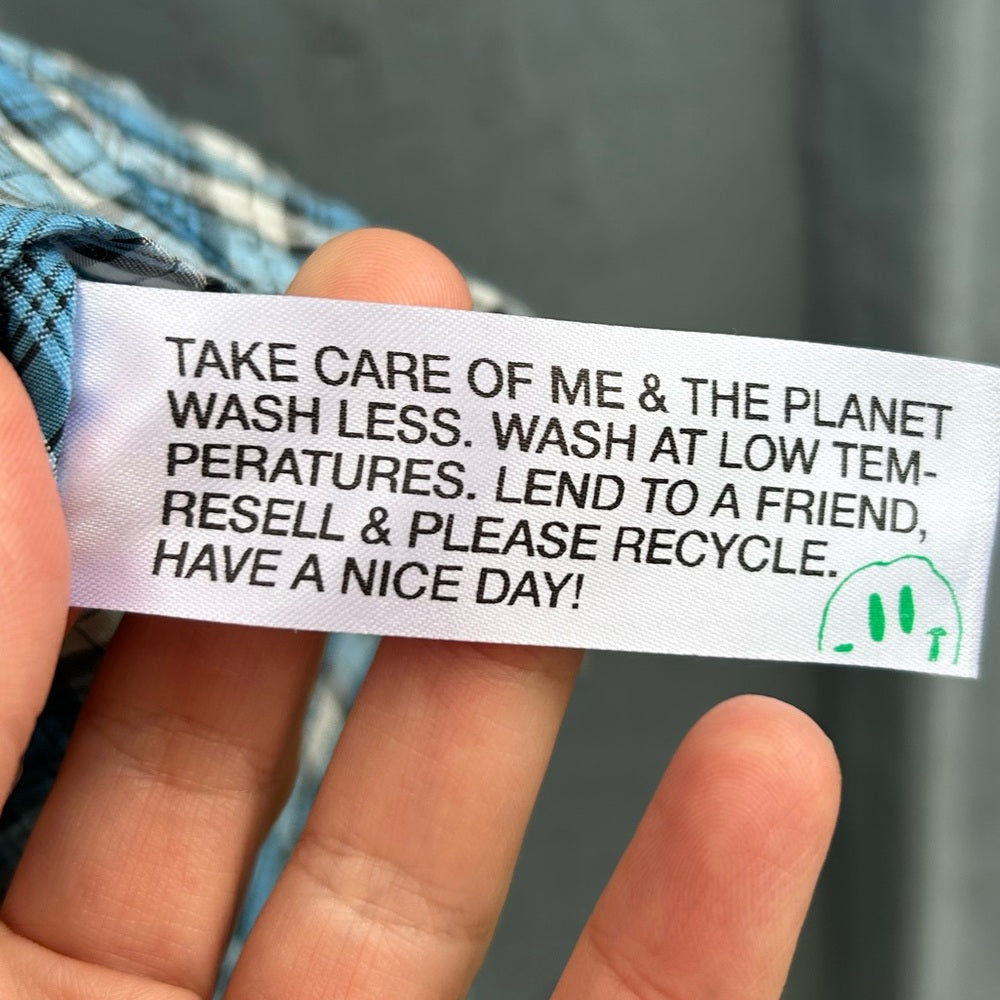 TAKE CARE OF ME & THE PLANET
WASH LESS. WASH AT LOW TEM-
PERATURES. LEND TO A FRIEND,
RESELL & PLEASE RECYCLE.
HAVE A NICE DAY!